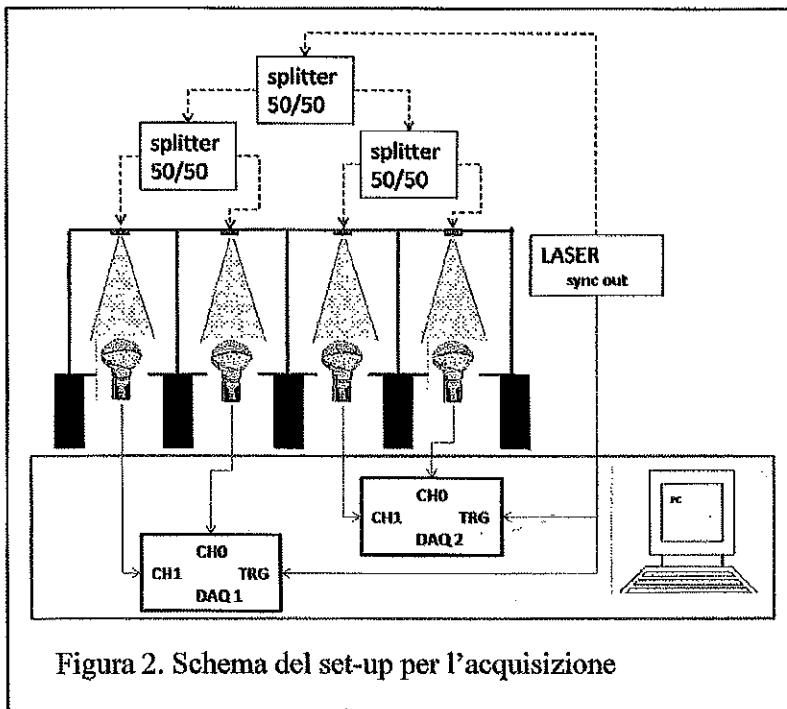 splitter
50/50
splitter
50/50
splitter
50/50
LASER
sync out
CH0
CH1 TRG
DAQ 2
CH0
CH1 TRG
DAQ 1
PC
Figura 2. Schema del set-up per l'acquisizione